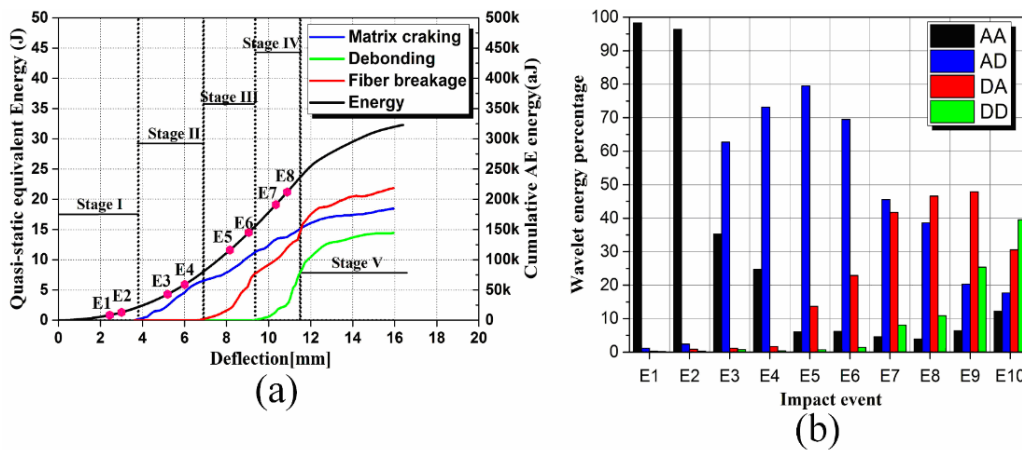 (a)
Quasi-static equivalent Energy (J)
50
45
40
35
30
25
20
15
10
5
0
0 2 4 6 8 10 12 14 16 18 20
Deflection[mm]
500k
450k
400k
350k
300k
250k
200k
150k
100k
50k
0
Cumulative AE energy(aJ)
Stage I
Stage II
Stage III
Stage IV
Stage V
Matrix craking
Debonding
Fiber breakage
Energy
E1
E2
E3
E4
E5
E6
E7
E8
(a)
Wavelet energy percentage
100
90
80
70
60
50
40
30
20
10
0
E1 E2 E3 E4 E5 E6 E7 E8 E9 E10
Impact event
AA
AD
DA
DD
(b)